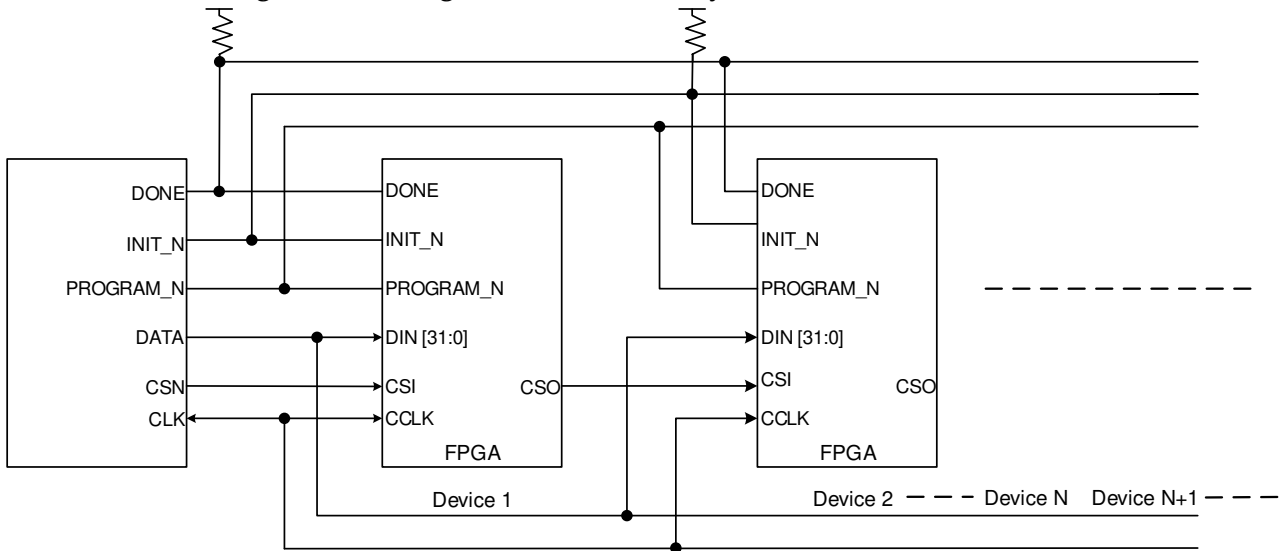 DONE
INIT_N
PROGRAM_N
DATA
CSN
CLK
DONE
INIT_N
PROGRAM_N
DIN [31:0]
CSI
CSO
CCLK
FPGA
Device 1
DONE
INIT_N
PROGRAM_N
DIN [31:0]
CSI
CSO
CCLK
FPGA
Device 2
Device N
Device N+1